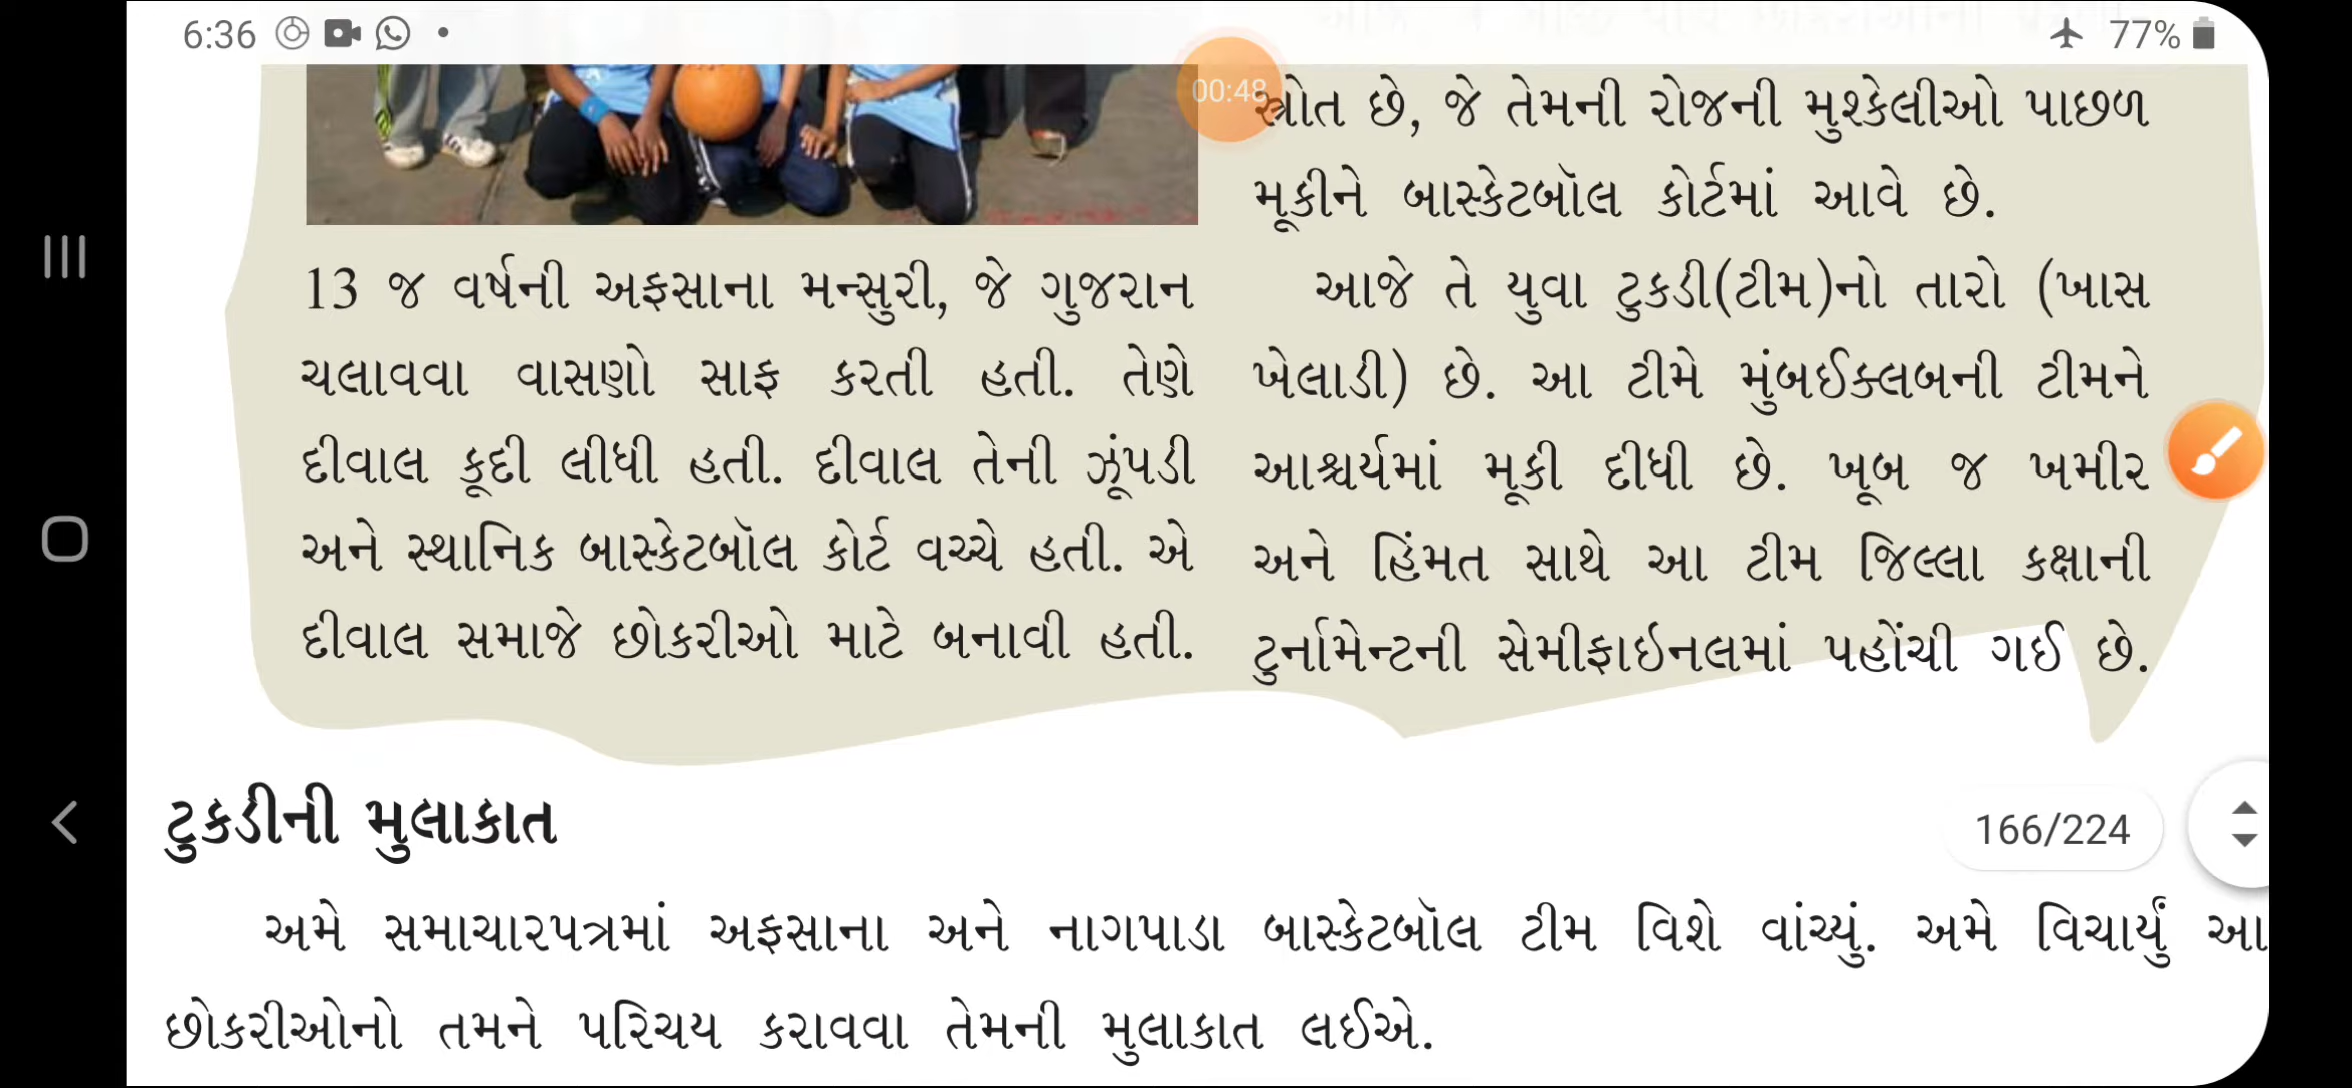 6:36
77%
00:48
13 જ વર્ષની અફસાના મન્સુરી, જે ગુજરાન
ચલાવવા વાસણો સાફ કરતી હતી. તેણે
દીવાલ કૂદી લીધી હતી. દીવાલ તેની ઝૂંપડી
અને સ્થાનિક બાસ્કેટબૉલ કોર્ટ વચ્ચે હતી. એ
દીવાલ સમાજે છોકરીઓ માટે બનાવી હતી.
સ્ત્રોત છે, જે તેમની રોજની મુશ્કેલીઓ પાછળ
મૂકીને બાસ્કેટબૉલ કોર્ટમાં આવે છે.
આજે તે યુવા ટુકડી(ટીમ)નો તારો (ખાસ
ખેલાડી) છે. આ ટીમે મુંબઈક્લબની ટીમને
આશ્ચર્યમાં મૂકી દીધી છે. ખૂબ જ ખમીર
અને હિંમત સાથે આ ટીમ જિલ્લા કક્ષાની
ટુર્નામેન્ટની સેમીફાઇનલમાં પહોંચી ગઈ છે.
ટુકડીની મુલાકાત
166/224
અમે સમાચારપત્રમાં અફસાના અને નાગપાડા બાસ્કેટબૉલ ટીમ વિશે વાંચ્યું. અમે વિચાર્યું આ
છોકરીઓનો તમને પરિચય કરાવવા તેમની મુલાકાત લઈએ.